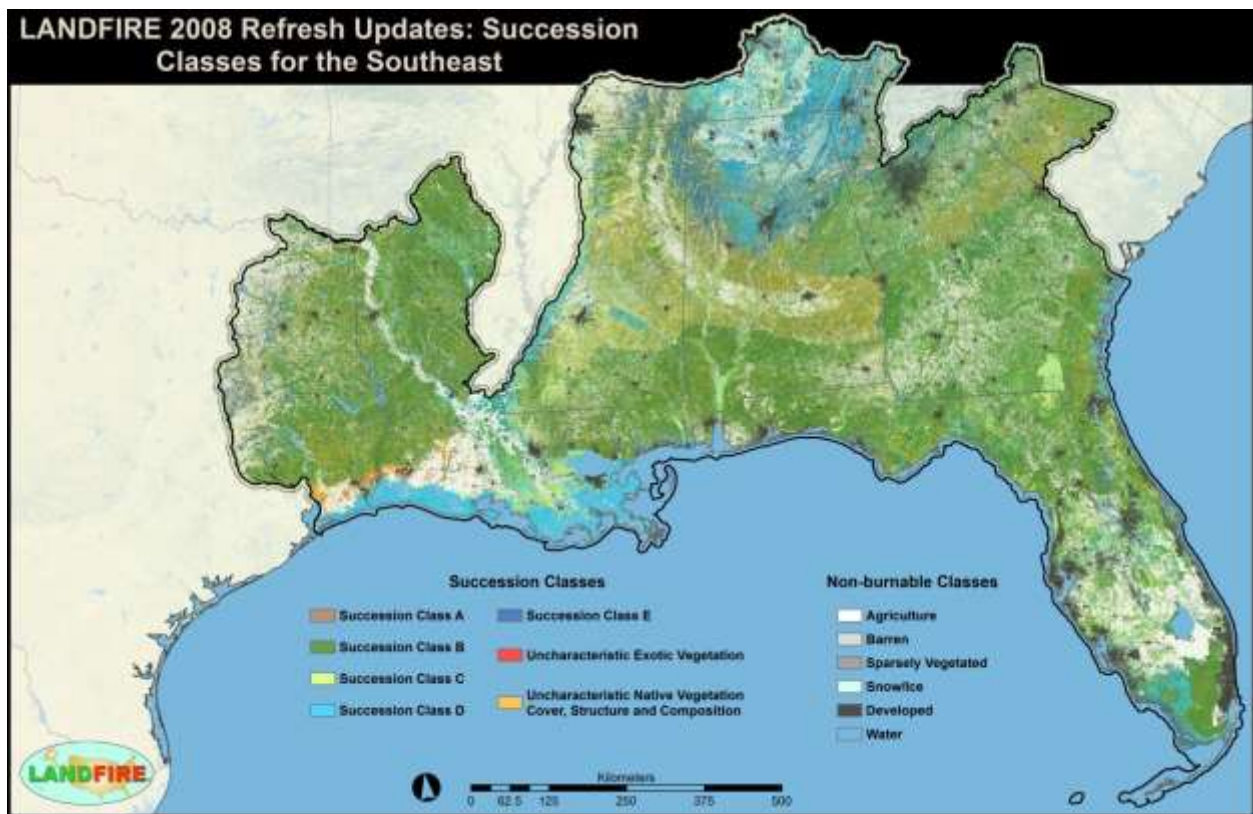 LANDFIRE 2008 Refresh Updates: Succession
Classes for the Southeast
Succession Classes
Succession Class A
Succession Class B
Succession Class C
Succession Class D
Succession Class E
Uncharacteristic Exotic Vegetation
Uncharacteristic Native Vegetation
Cover, Structure and Composition
Non-burnable Classes
Agriculture
Barren
Sparsely Vegetated
Snow/Ice
Developed
Water
LANDFIRE
Kilometers
0 62.5 125 250 375 500